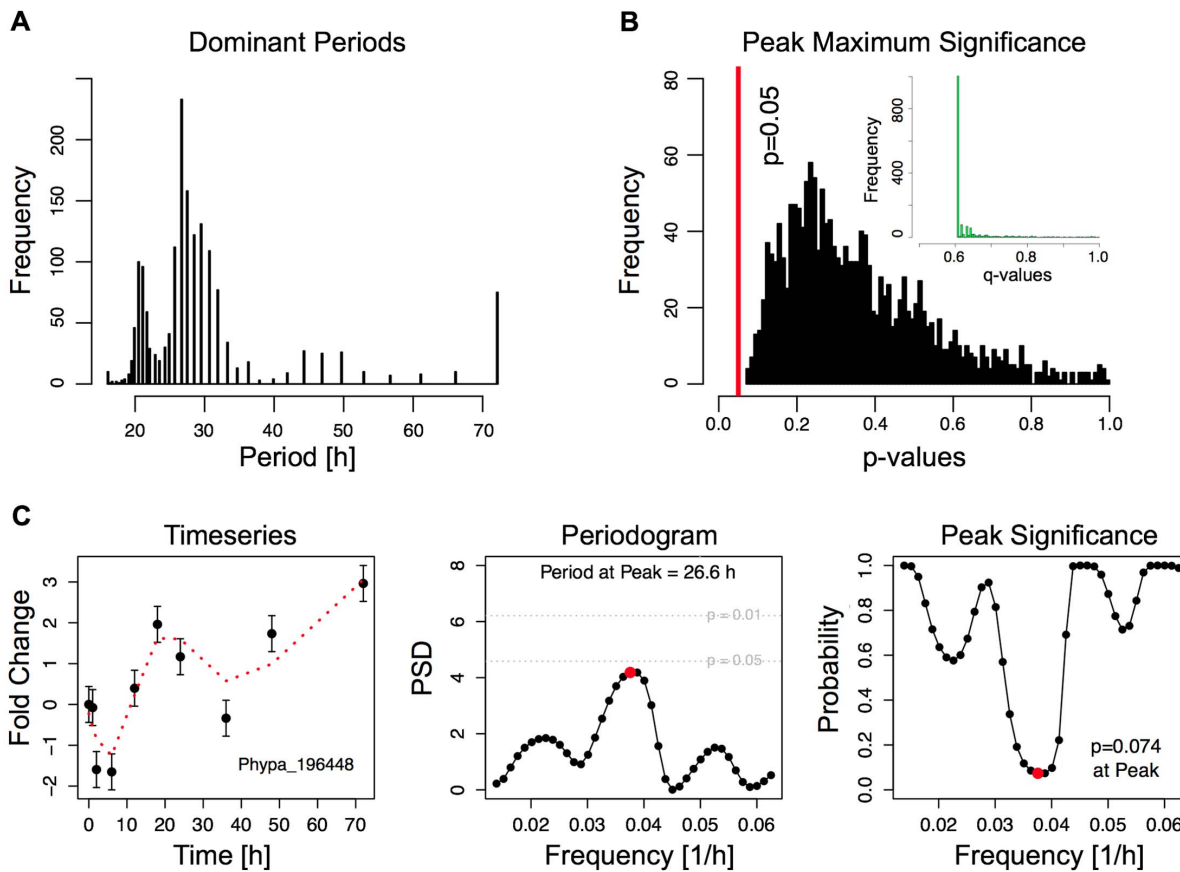 A
Dominant Periods
Frequency
0
50
100
150
200
20 30 40 50 60 70
Period [h]
B
Peak Maximum Significance
Frequency
0
20
40
60
80
p=0.05
0.0 0.2 0.4 0.6 0.8 1.0
p-values
Frequency
0
400
800
0.6 0.8 1.0
q-values
C
Timeseries
Fold Change
3
2
1
0
-1
-2
Phypa_196448
0 10 20 30 40 50 60 70
Time [h]
Periodogram
Period at Peak = 26.6 h
p = 0.01
p = 0.05
PSD
8
6
4
2
0
0.02 0.03 0.04 0.05 0.06
Frequency [1/h]
Peak Significance
Probability
1.0
0.8
0.6
0.4
0.2
0.0
p=0.074
at Peak
0.02 0.03 0.04 0.05 0.06
Frequency [1/h]